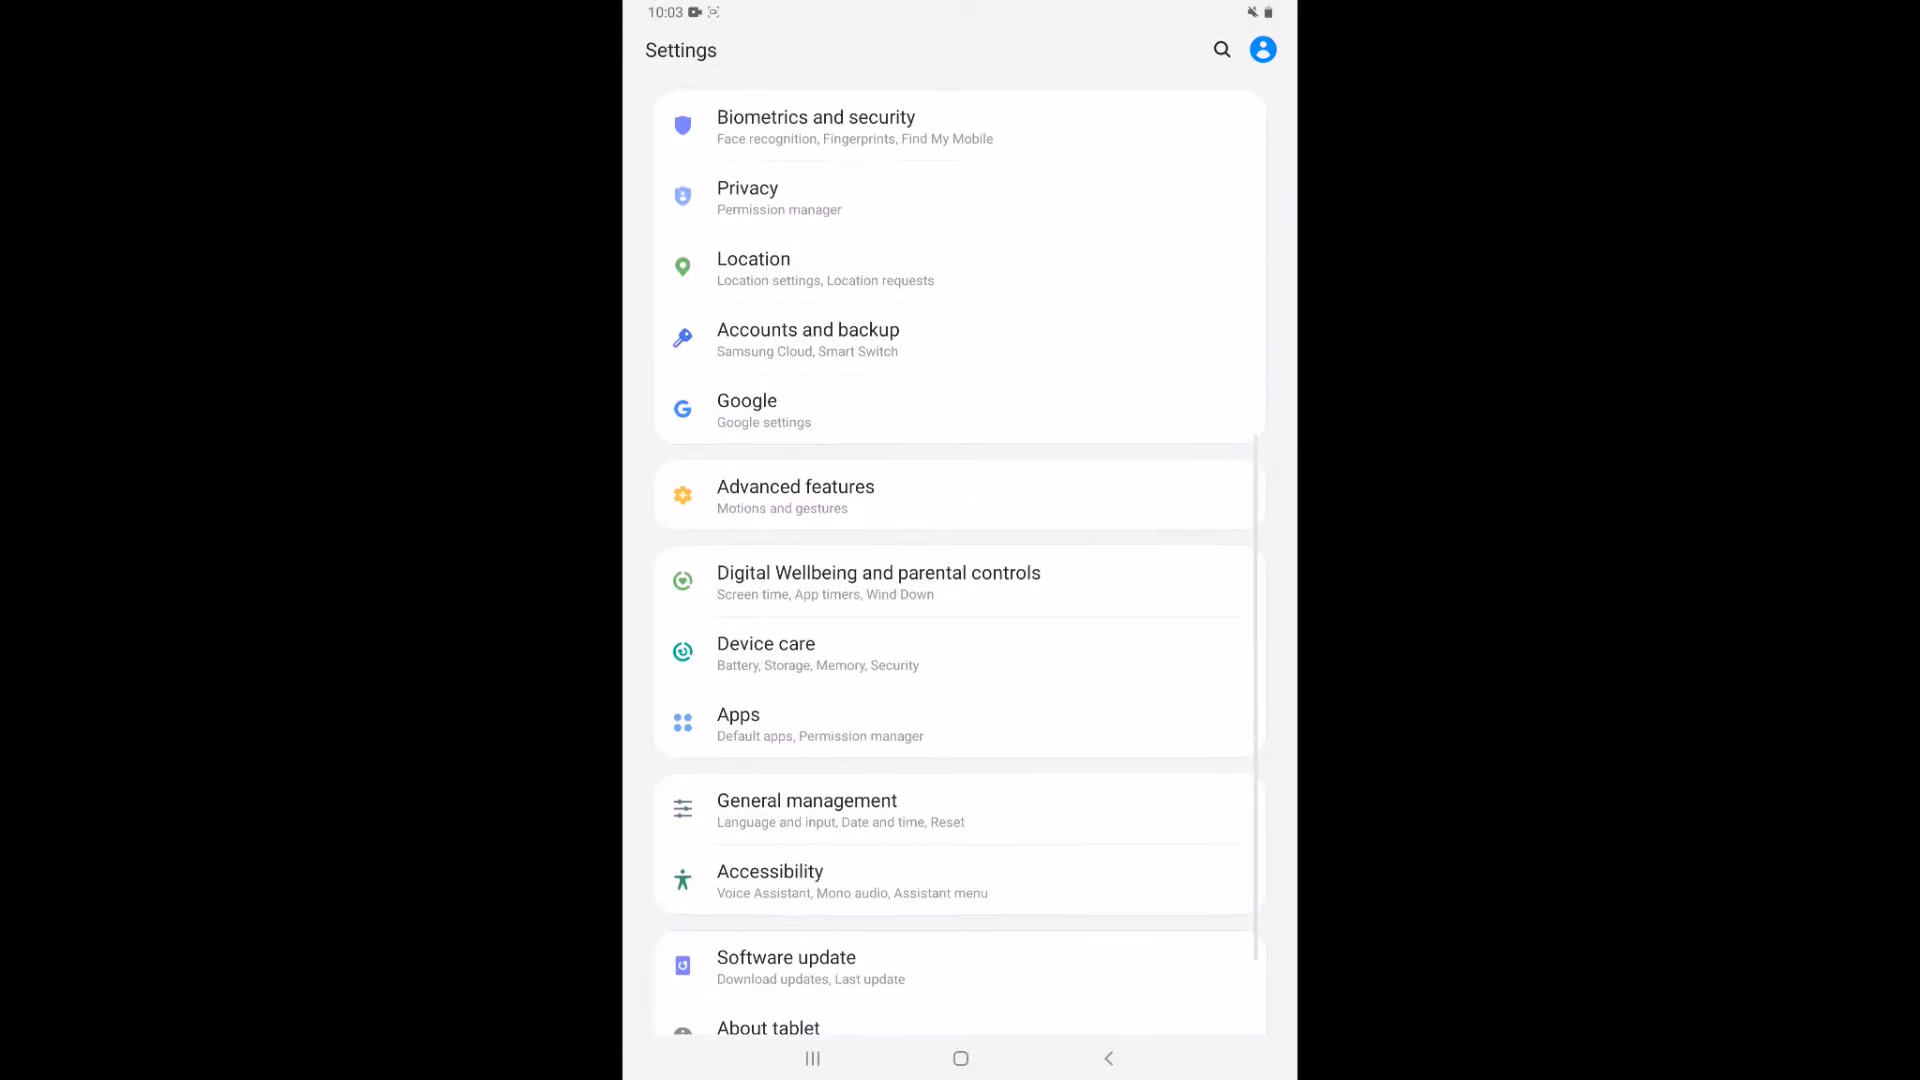 10:03
Settings
Biometrics and security
Face recognition, Fingerprints, Find My Mobile
Privacy
Permission manager
Location
Location settings, Location requests
Accounts and backup
Samsung Cloud, Smart Switch
Google
Google settings
Advanced features
Motions and gestures
Digital Wellbeing and parental controls
Screen time, App timers, Wind Down
Device care
Battery, Storage, Memory, Security
Apps
Default apps, Permission manager
General management
Language and input, Date and time, Reset
Accessibility
Voice Assistant, Mono audio, Assistant menu
Software update
Download updates, Last update
About tablet